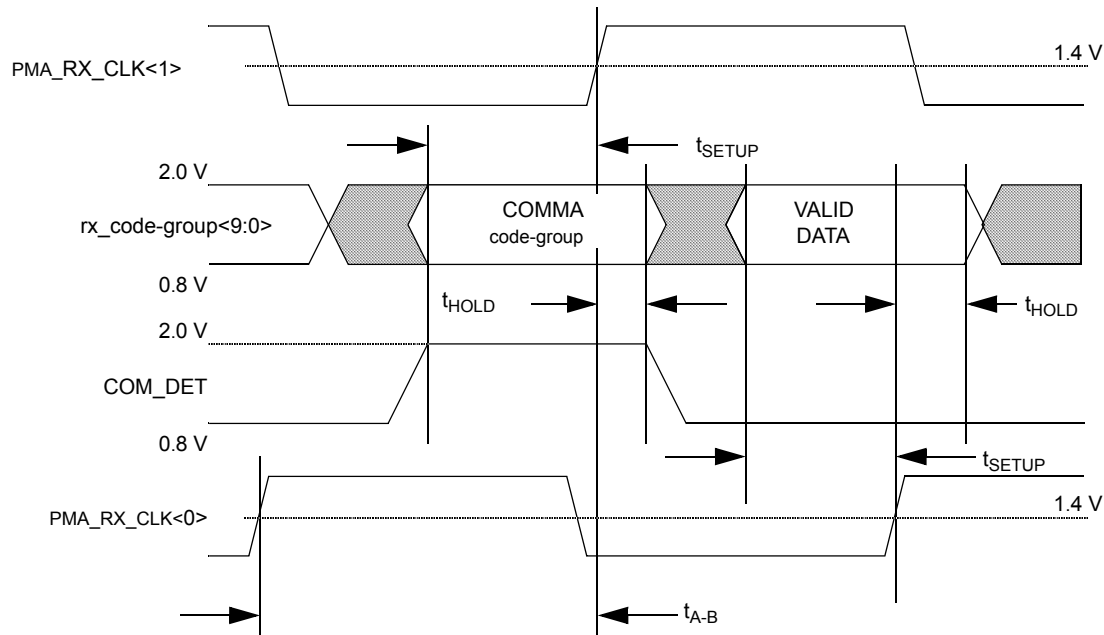 PMA_RX_CLK<1>
1.4 V
tSETUP
2.0 V
rx_code-group<9:0>
COMMA
code-group
VALID
DATA
0.8 V
tHOLD
tHOLD
2.0 V
COM_DET
0.8 V
tSETUP
PMA_RX_CLK<0>
1.4 V
tA-B